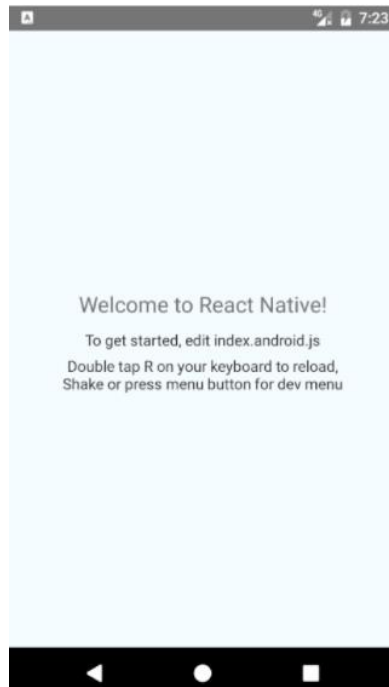 4G 7:23
Welcome to React Native!
To get started, edit index.android.js
Double tap R on your keyboard to reload,
Shake or press menu button for dev menu